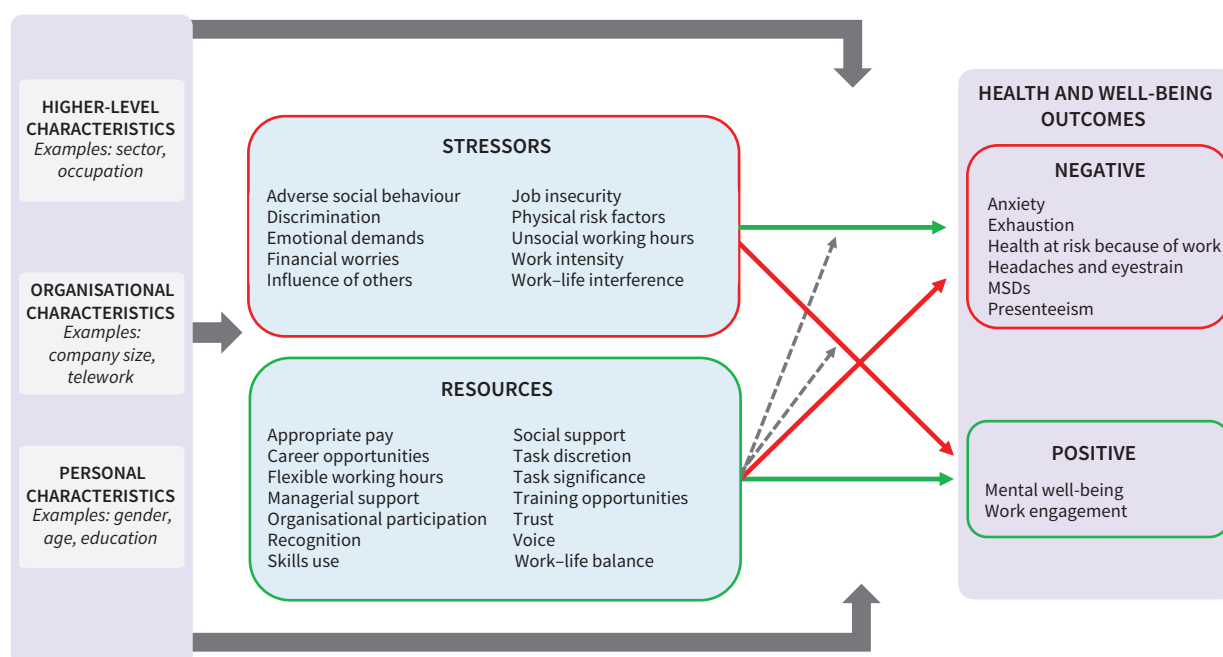 HIGHER-LEVEL
CHARACTERISTICS
Examples: sector,
occupation
ORGANISATIONAL
CHARACTERISTICS
Examples:
company size,
telework
PERSONAL
CHARACTERISTICS
Examples: gender,
age, education
STRESSORS
Adverse social behaviour
Discrimination
Emotional demands
Financial worries
Influence of others
Job insecurity
Physical risk factors
Unsocial working hours
Work intensity
Work–life interference
RESOURCES
Appropriate pay
Career opportunities
Flexible working hours
Managerial support
Organisational participation
Recognition
Skills use
Social support
Task discretion
Task significance
Training opportunities
Trust
Voice
Work–life balance
HEALTH AND WELL-BEING
OUTCOMES
NEGATIVE
Anxiety
Exhaustion
Health at risk because of work
Headaches and eyestrain
MSDs
Presenteeism
POSITIVE
Mental well-being
Work engagement